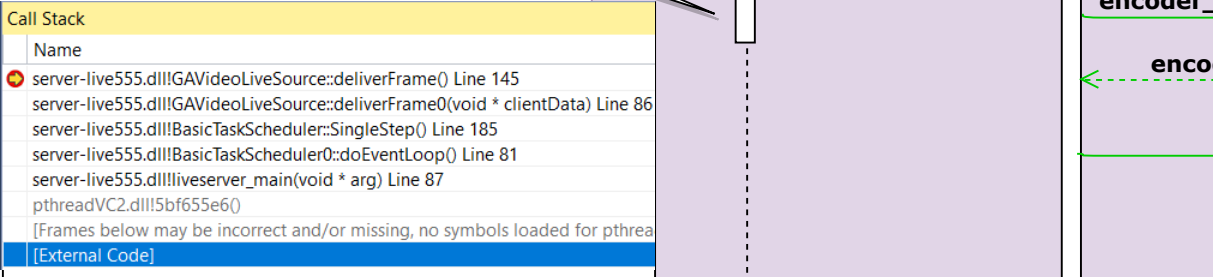 Call Stack
Name
server-live555.dll!GAVideoLiveSource::deliverFrame() Line 145
server-live555.dll!GAVideoLiveSource::deliverFrame0(void * clientData) Line 86
server-live555.dll!BasicTaskScheduler::SingleStep() Line 185
server-live555.dll!BasicTaskScheduler0::doEventLoop() Line 81
server-live555.dll!liveserver_main(void * arg) Line 87
pthreadVC2.dll!5bf655e6()
[Frames below may be incorrect and/or missing, no symbols loaded for pthrea
[External Code]
encoder_
enco